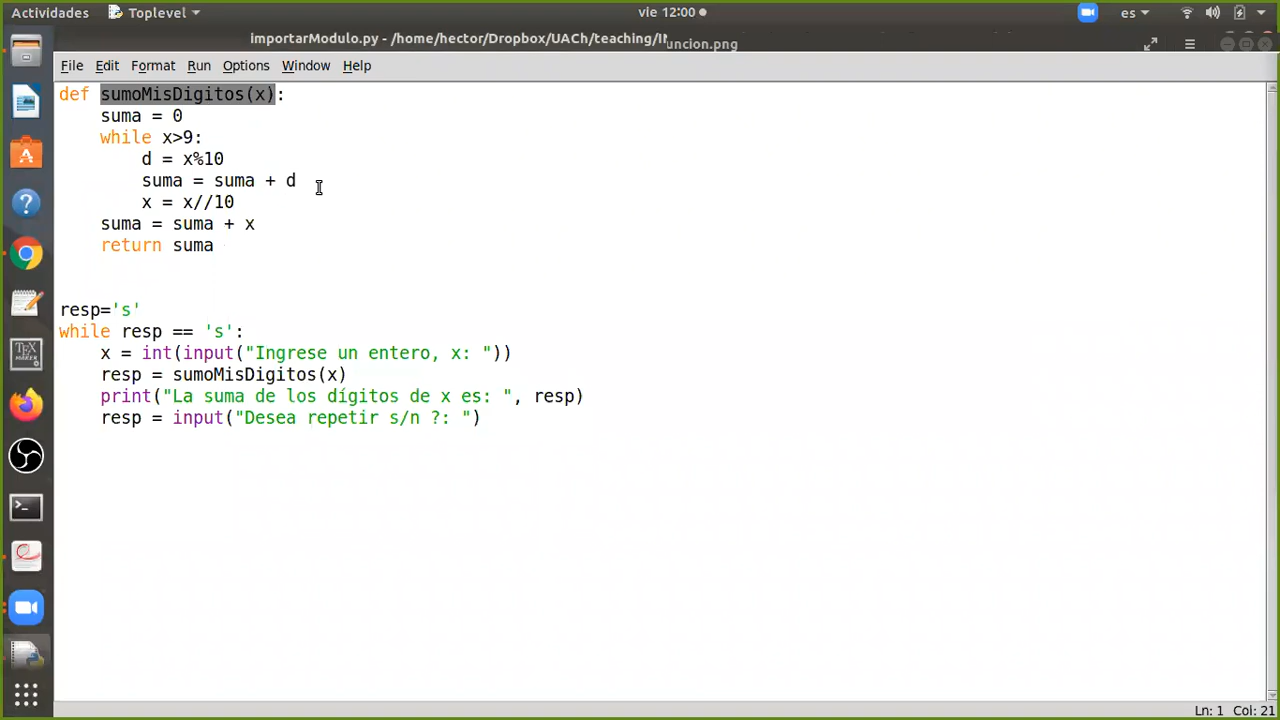 Actividades Toplevel vie 12:00 es
importarModulo.py - /home/hector/Dropbox/UACh/teaching/I uncion.png
File Edit Format Run Options Window Help
def sumoMisDigitos(x):
suma = 0
while x>9:
d = x%10
suma = suma + d
x = x//10
suma = suma + x
return suma
resp='s'
while resp == 's':
x = int(input("Ingrese un entero, x: "))
resp = sumoMisDigitos(x)
print("La suma de los dígitos de x es: ", resp)
resp = input("Desea repetir s/n ?: ")
Ln: 1 Col: 21